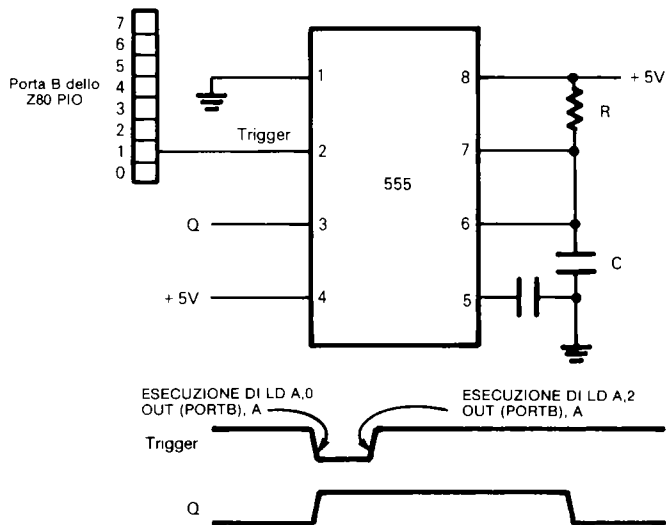 7
6
5
4
3
2
1
0
Porta B dello
Z80 PIO
Trigger
Q
+ 5V
1
2
3
4
555
8
7
6
5
+ 5V
R
C
ESECUZIONE DI LD A,0
OUT (PORTB), A
ESECUZIONE DI LD A,2
OUT (PORTB), A
Trigger
Q